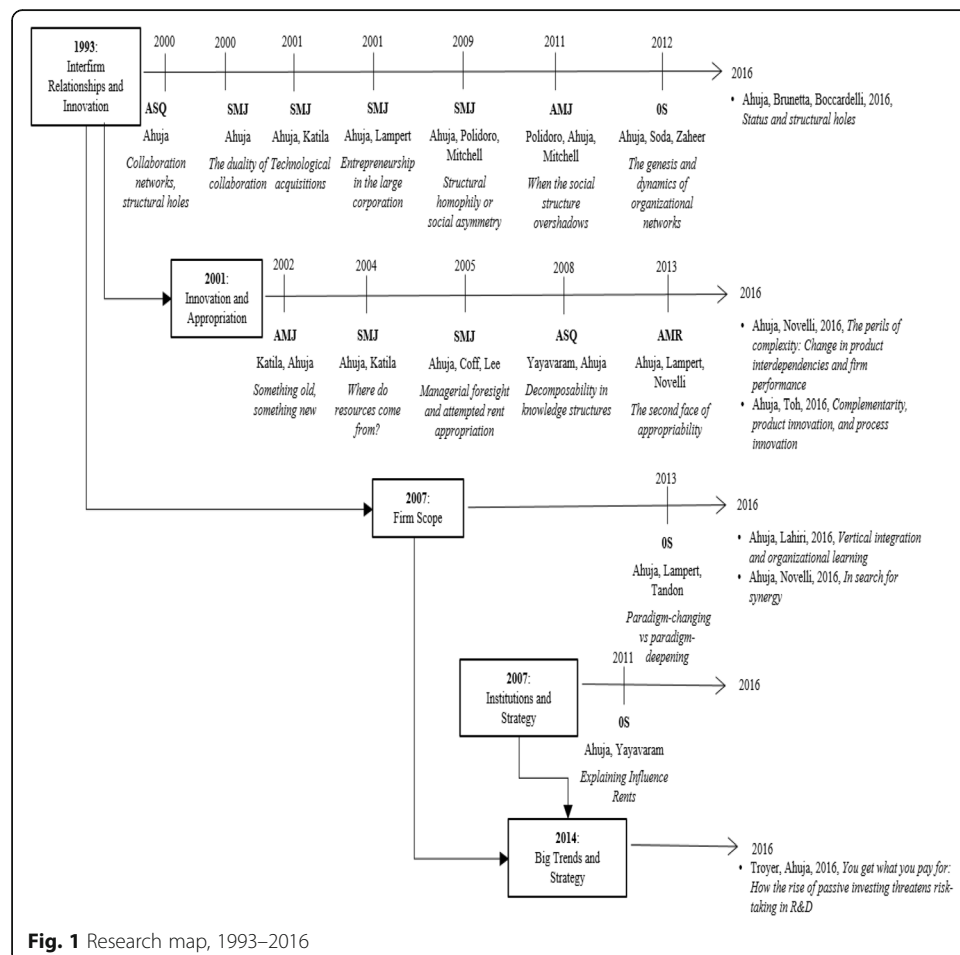 1993:
Interfirm
Relationships and
Innovation
2000
2000
2001
2001
2009
2011
2012
2016
ASQ
Ahuja
Collaboration
networks,
structural holes
SMJ
Ahuja
The duality of
collaboration
SMJ
Ahuja, Katila
Technological
acquisitions
SMJ
Ahuja, Lampert
Entrepreneurship
in the large
corporation
SMJ
Ahuja, Polidoro,
Mitchell
Structural
homophily or
social asymmetry
AMJ
Polidoro, Ahuja,
Mitchell
When the social
structure
overshadows
0S
Ahuja, Soda, Zaheer
The genesis and
dynamics of
organizational
networks
• Ahuja, Brunetta, Boccardelli, 2016,
Status and structural holes
2001:
Innovation and
Appropriation
2002
2004
2005
2008
2013
2016
AMJ
Katila, Ahuja
Something old,
something new
SMJ
Ahuja, Katila
Where do
resources come
from?
SMJ
Ahuja, Coff, Lee
Managerial foresight
and attempted rent
appropriation
ASQ
Yayavaram, Ahuja
Decomposability in
knowledge structures
AMR
Ahuja, Lampert,
Novelli
The second face of
appropriability
• Ahuja, Novelli, 2016, The perils of
complexity: Change in product
interdependencies and firm
performance
• Ahuja, Toh, 2016, Complementarity,
product innovation, and process
innovation
2007:
Firm Scope
2013
2016
0S
Ahuja, Lampert,
Tandon
Paradigm-changing
vs paradigm-
deepening
• Ahuja, Lahiri, 2016, Vertical integration
and organizational learning
• Ahuja, Novelli, 2016, In search for
synergy
2007:
Institutions and
Strategy
2011
2016
0S
Ahuja, Yayavaram
Explaining Influence
Rents
2014:
Big Trends and
Strategy
2016
• Troyer, Ahuja, 2016, You get what you pay for:
How the rise of passive investing threatens risk-
taking in R&D
Fig. 1 Research map, 1993–2016